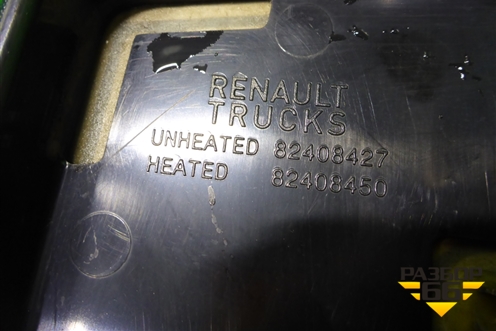 RENAULT
TRUCKS
UNHEATED 82408427
HEATED 82408450
РАЗБОР
66